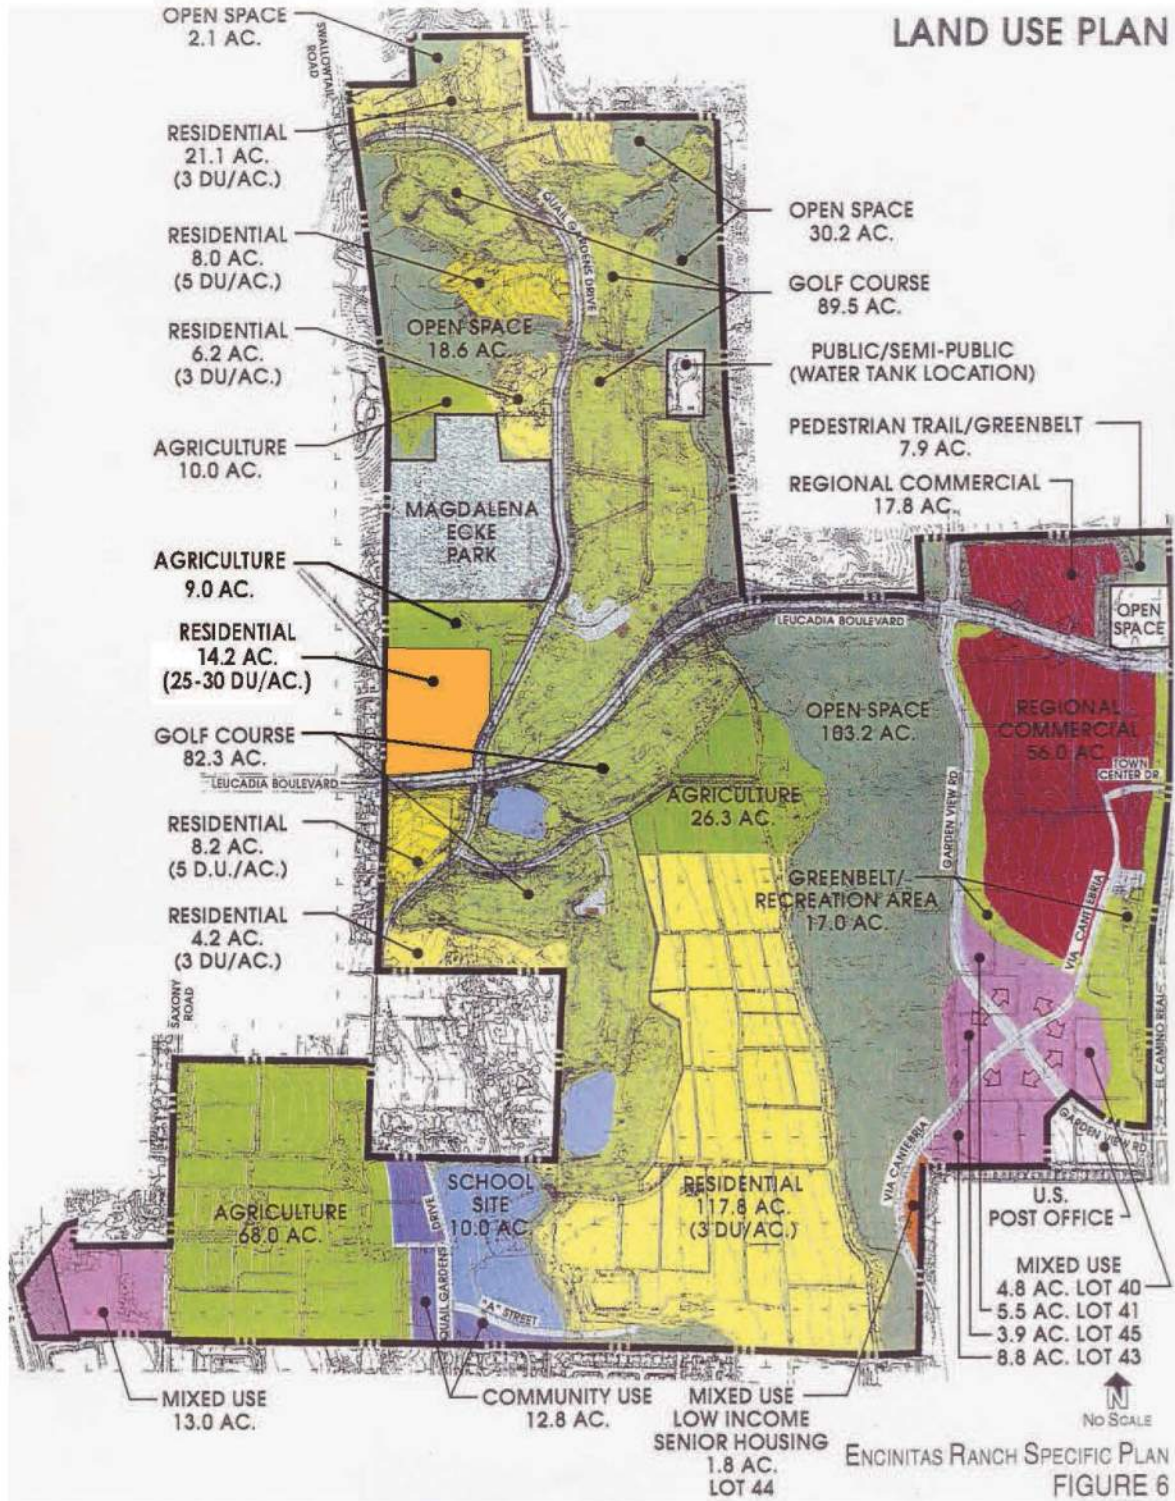 LAND USE PLAN
OPEN SPACE
2.1 AC.
SWALLOWTAIL
ROAD
RESIDENTIAL
21.1 AC.
(3 DU/AC.)
RESIDENTIAL
8.0 AC.
(5 DU/AC.)
RESIDENTIAL
6.2 AC.
(3 DU/AC.)
AGRICULTURE
10.0 AC.
AGRICULTURE
9.0 AC.
RESIDENTIAL
14.2 AC.
(25-30 DU/AC.)
GOLF COURSE
82.3 AC.
LEUCADIA BOULEVARD
RESIDENTIAL
8.2 AC.
(5 D.U./AC.)
RESIDENTIAL
4.2 AC.
(3 DU/AC.)
SAXONY
ROAD
QUAIL GARDENS DRIVE
OPEN SPACE
18.6 AC.
MAGDALENA
ECKE
PARK
OPEN SPACE
30.2 AC.
GOLF COURSE
89.5 AC.
PUBLIC/SEMI-PUBLIC
(WATER TANK LOCATION)
PEDESTRIAN TRAIL/GREENBELT
7.9 AC.
REGIONAL COMMERCIAL
17.8 AC.
OPEN
SPACE
LEUCADIA BOULEVARD
OPEN SPACE
103.2 AC.
REGIONAL
COMMERCIAL
56.0 AC.
TOWN
CENTER DR.
GARDEN VIEW RD
AGRICULTURE
26.3 AC.
GREENBELT/
RECREATION AREA
17.0 AC.
VIA CANTEBRIA
EL CAMINO REAL
VIA CANTEBRIA
GARDEN VIEW RD
U.S.
POST OFFICE
AGRICULTURE
68.0 AC.
QUAIL GARDENS DRIVE
SCHOOL
SITE
10.0 AC.
"A" STREET
RESIDENTIAL
117.8 AC.
(3 DU/AC.)
MIXED USE
4.8 AC. LOT 40
5.5 AC. LOT 41
3.9 AC. LOT 45
8.8 AC. LOT 43
MIXED USE
13.0 AC.
COMMUNITY USE
12.8 AC.
MIXED USE
LOW INCOME
SENIOR HOUSING
1.8 AC.
LOT 44
N
NO SCALE
ENCINITAS RANCH SPECIFIC PLAN
FIGURE 6